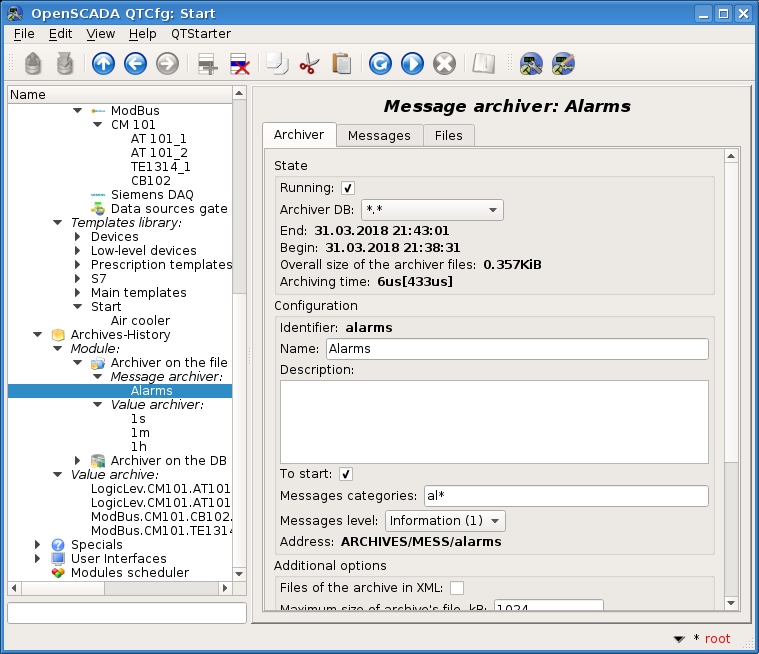 OpenSCADA QTCfg: Start
File Edit View Help QTStarter
Name
ModBus
CM 101
AT 101_1
AT 101_2
TE1314_1
CB102
Siemens DAQ
Data sources gate
Templates library:
Devices
Low-level devices
Prescription templates
S7
Main templates
Start
Air cooler
Archives-History
Module:
Archiver on the file
Message archiver:
Alarms
Value archiver:
1s
1m
1h
Archiver on the DB
Value archive:
LogicLev.CM101.AT101
LogicLev.CM101.AT101
ModBus.CM101.CB102.
ModBus.CM101.TE1314
Specials
User Interfaces
Modules scheduler
Message archiver: Alarms
Archiver Messages Files
State
Running:
Archiver DB: *.*
End: 31.03.2018 21:43:01
Begin: 31.03.2018 21:38:31
Overall size of the archiver files: 0.357KiB
Archiving time: 6us[433us]
Configuration
Identifier: alarms
Name: Alarms
Description:
To start:
Messages categories: al*
Messages level: Information (1)
Address: ARCHIVES/MESS/alarms
Additional options
Files of the archive in XML:
Maximum size of archive's file, kB: 1024
* root